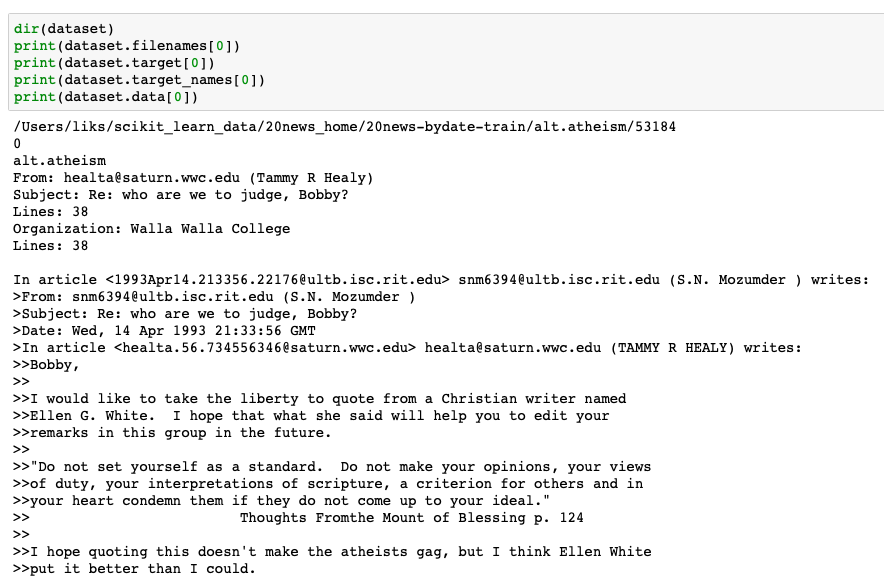 dir(dataset)
print(dataset.filenames[0])
print(dataset.target[0])
print(dataset.target_names[0])
print(dataset.data[0])
/Users/liks/scikit_learn_data/20news_home/20news-bydate-train/alt.atheism/53184
0
alt.atheism
From: healta@saturn.wwc.edu (Tammy R Healy)
Subject: Re: who are we to judge, Bobby?
Lines: 38
Organization: Walla Walla College
Lines: 38
In article <1993Apr14.213356.22176@ultb.isc.rit.edu> snm6394@ultb.isc.rit.edu (S.N. Mozumder ) writes:
>From: snm6394@ultb.isc.rit.edu (S.N. Mozumder )
>Subject: Re: who are we to judge, Bobby?
>Date: Wed, 14 Apr 1993 21:33:56 GMT
>In article <healta.56.734556346@saturn.wwc.edu> healta@saturn.wwc.edu (TAMMY R HEALY) writes:
>>Bobby,
>>
>>I would like to take the liberty to quote from a Christian writer named
>>Ellen G. White.  I hope that what she said will help you to edit your
>>remarks in this group in the future.
>>
>>"Do not set yourself as a standard.  Do not make your opinions, your views
>>of duty, your interpretations of scripture, a criterion for others and in
>>your heart condemn them if they do not come up to your ideal."
>>                         Thoughts Fromthe Mount of Blessing p. 124
>>
>>I hope quoting this doesn't make the atheists gag, but I think Ellen White
>>put it better than I could.